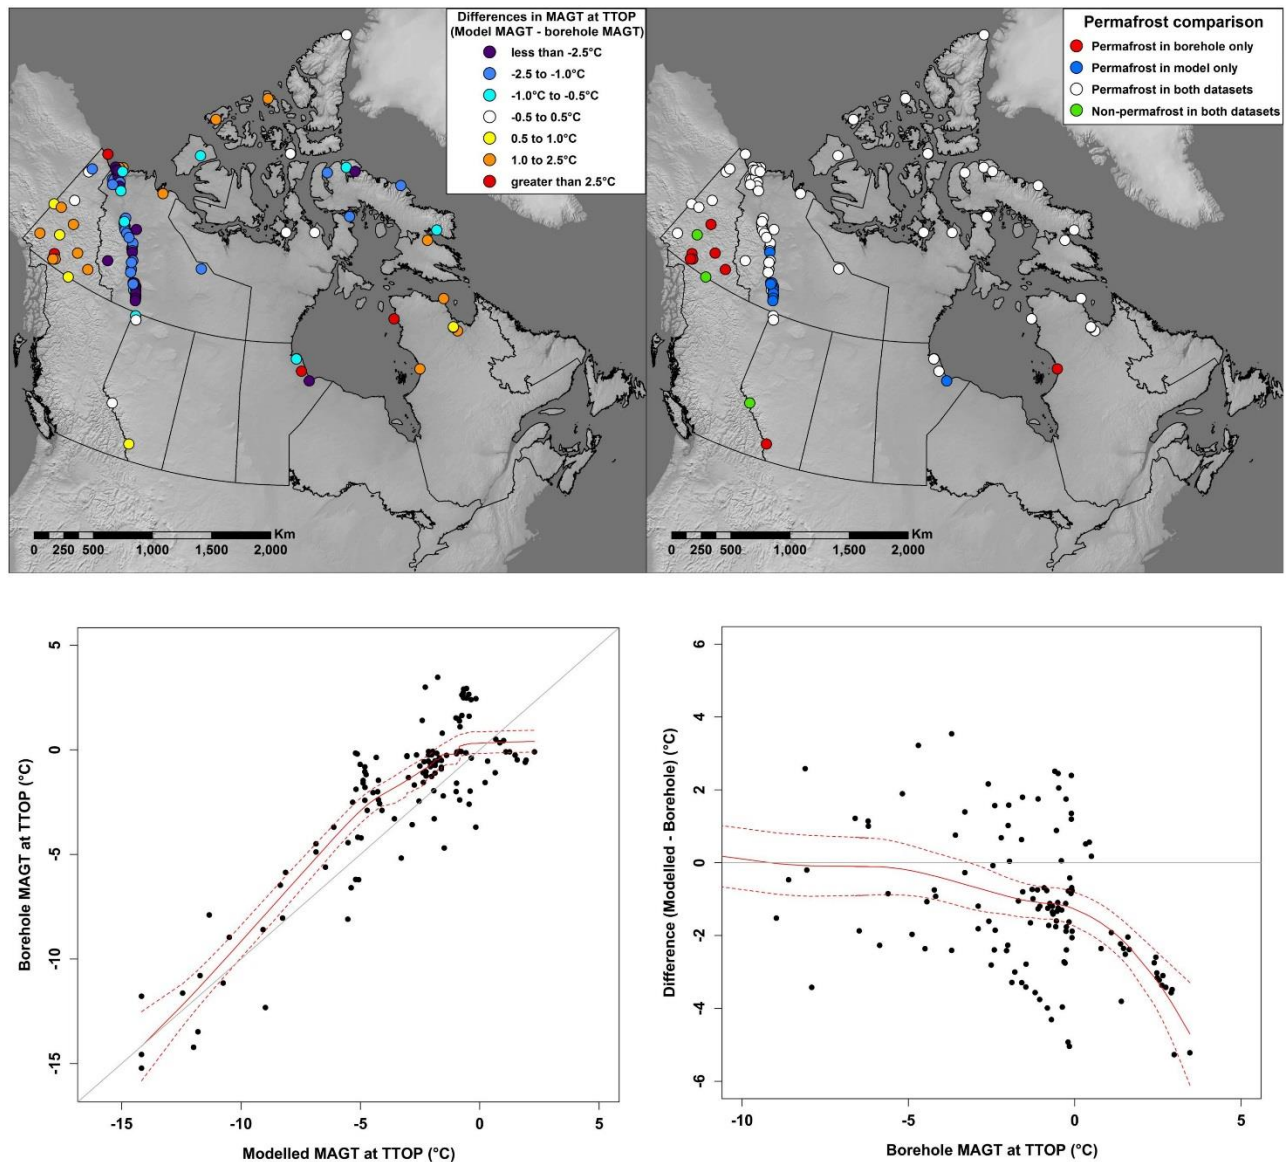 Differences in MAGT at TTOP
(Model MAGT - borehole MAGT)
less than -2.5°C
-2.5 to -1.0°C
-1.0°C to -0.5°C
-0.5 to 0.5°C
0.5 to 1.0°C
1.0 to 2.5°C
greater than 2.5°C
Km
0 250 500 1,000 1,500 2,000
Permafrost comparison
Permafrost in borehole only
Permafrost in model only
Permafrost in both datasets
Non-permafrost in both datasets
Km
0 250 500 1,000 1,500 2,000
5
0
-5
-10
-15
Borehole MAGT at TTOP (°C)
-15 -10 -5 0 5
Modelled MAGT at TTOP (°C)
6
4
2
0
-2
-4
-6
Difference (Modelled - Borehole) (°C)
-10 -5 0 5
Borehole MAGT at TTOP (°C)